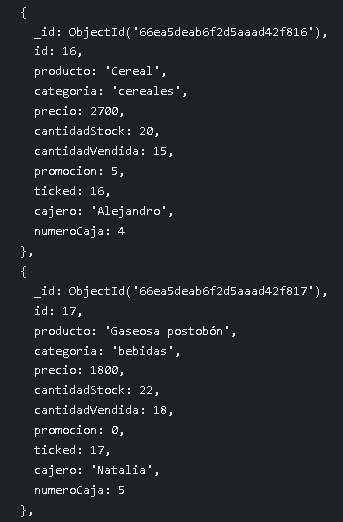 {
_id: ObjectId('66ea5deab6f2d5aaad42f816'),
id: 16,
producto: 'Cereal',
categoria: 'cereales',
precio: 2700,
cantidadStock: 20,
cantidadVendida: 15,
promocion: 5,
ticked: 16,
cajero: 'Alejandro',
numeroCaja: 4
},
{
_id: ObjectId('66ea5deab6f2d5aaad42f817'),
id: 17,
producto: 'Gaseosa postobón',
categoria: 'bebidas',
precio: 1800,
cantidadStock: 22,
cantidadVendida: 18,
promocion: 0,
ticked: 17,
cajero: 'Natalia',
numeroCaja: 5
},